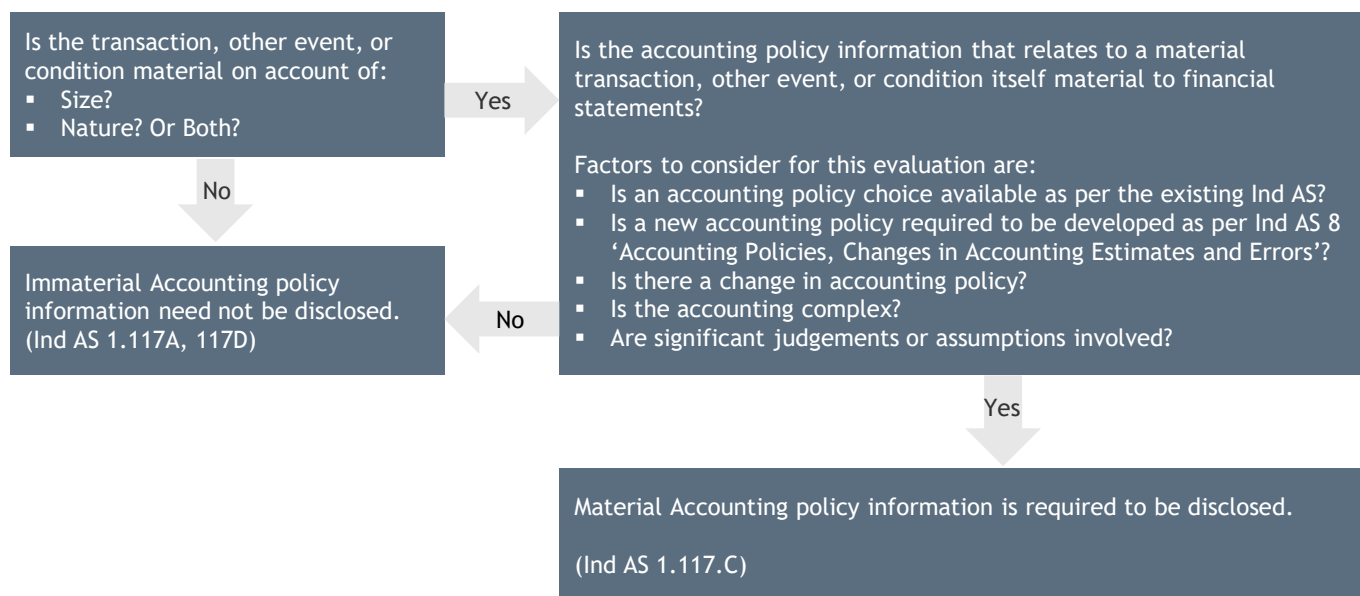 Is the transaction, other event, or
condition material on account of:
▪ Size?
▪ Nature? Or Both?
Yes
Is the accounting policy information that relates to a material
transaction, other event, or condition itself material to financial
statements?
Factors to consider for this evaluation are:
▪ Is an accounting policy choice available as per the existing Ind AS?
▪ Is a new accounting policy required to be developed as per Ind AS 8
‘Accounting Policies, Changes in Accounting Estimates and Errors’?
▪ Is there a change in accounting policy?
▪ Is the accounting complex?
▪ Are significant judgements or assumptions involved?
No
Immaterial Accounting policy
information need not be disclosed.
(Ind AS 1.117A, 117D)
No
Yes
Material Accounting policy information is required to be disclosed.
(Ind AS 1.117.C)